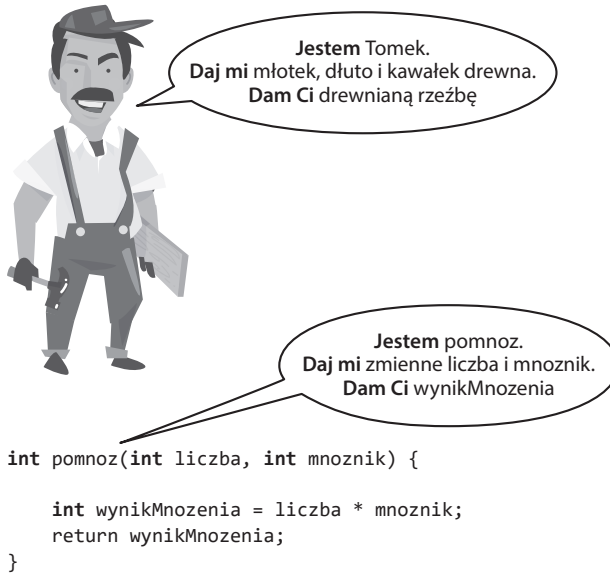 Jestem Tomek.
Daj mi młotek, dłuto i kawałek drewna.
Dam Ci drewnianą rzeźbę
Jestem pomnoz.
Daj mi zmienne liczba i mnoznik.
Dam Ci wynikMnozenia
int pomnoz(int liczba, int mnoznik) {
int wynikMnozenia = liczba * mnoznik;
return wynikMnozenia;
}